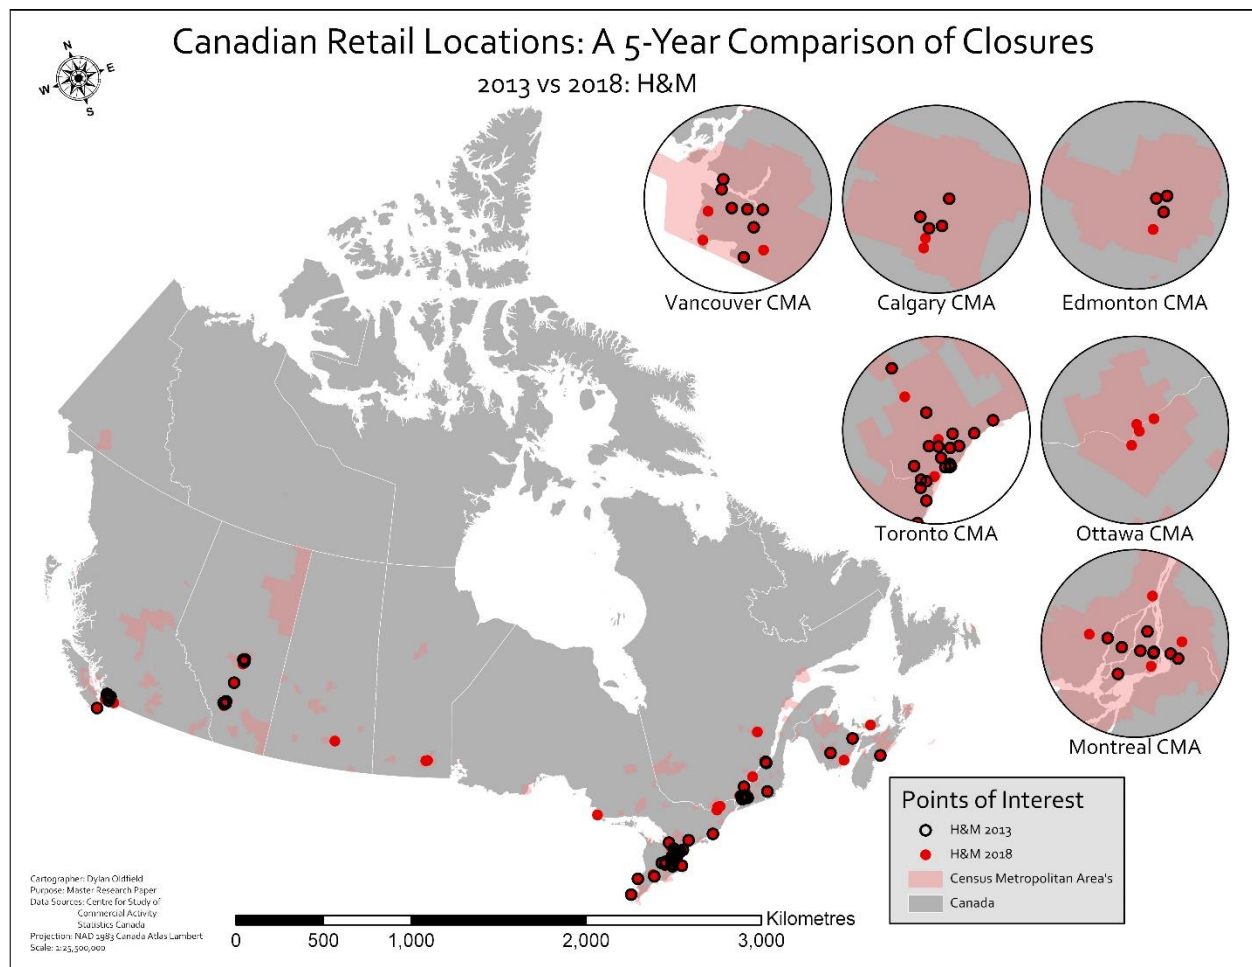 Canadian Retail Locations: A 5-Year Comparison of Closures
2013 vs 2018: H&M
N
E
W
S
Vancouver CMA
Calgary CMA
Edmonton CMA
Toronto CMA
Ottawa CMA
Montreal CMA
Points of Interest
H&M 2013
H&M 2018
Census Metropolitan Area's
Canada
Cartographer: Dylan Oldfield
Purpose: Master Research Paper
Data Sources: Centre for Study of
Commercial Activity
Statistics Canada
Projection: NAD 1983 Canada Atlas Lambert
Scale: 1:25,500,000
Kilometres
0 500 1,000 2,000 3,000